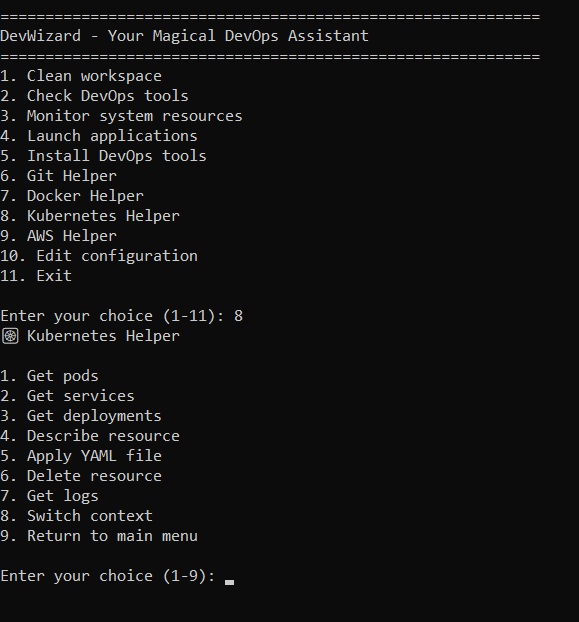 ============================================================
DevWizard - Your Magical DevOps Assistant
============================================================
1. Clean workspace
2. Check DevOps tools
3. Monitor system resources
4. Launch applications
5. Install DevOps tools
6. Git Helper
7. Docker Helper
8. Kubernetes Helper
9. AWS Helper
10. Edit configuration
11. Exit
Enter your choice (1-11): 8
Kubernetes Helper
1. Get pods
2. Get services
3. Get deployments
4. Describe resource
5. Apply YAML file
6. Delete resource
7. Get logs
8. Switch context
9. Return to main menu
Enter your choice (1-9): _